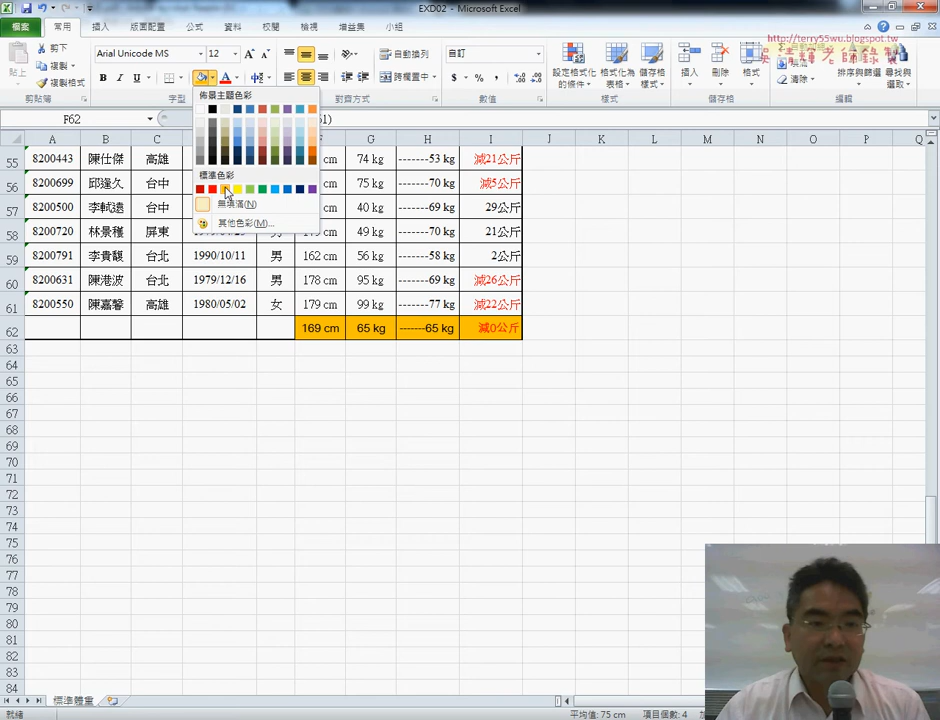 EXD02 - Microsoft Excel
檔案 常用 插入 版面配置 公式 資料 校閱 檢視 增益集 小組
http://terry55wu.blogspot.tw
吳清輝老師錄製
貼上 剪下 複製 複製格式 剪貼簿
Arial Unicode MS 12 字型
自動換列 跨欄置中 對齊方式
自訂 數值
設定格式化的條件 格式化為表格 儲存格樣式 樣式
插入 刪除 格式 儲存格
清除 排序與篩選 尋找與選取 編輯
F62
佈景主題色彩
標準色彩
無填滿(N)
其他色彩(M)...
A B C F G H I J K L M N O P Q
55 8200443 陳仕傑 高雄 cm 74 kg -------53 kg 減21公斤
56 8200699 邱逢久 台中 cm 75 kg -------70 kg 減5公斤
57 8200500 李軾遠 台中 cm 40 kg -------69 kg 29公斤
58 8200720 林景穜 屏東 cm 49 kg -------70 kg 21公斤
59 8200791 李貴馥 台北 1990/10/11 男 162 cm 56 kg -------58 kg 2公斤
60 8200631 陳港波 台北 1979/12/16 男 178 cm 95 kg -------69 kg 減26公斤
61 8200550 陳嘉馨 高雄 1980/05/02 女 179 cm 99 kg -------77 kg 減22公斤
62 169 cm 65 kg -------65 kg 減0公斤
63
64
65
66
67
68
69
70
71
72
73
74
75
76
77
78
79
80
81
82
83
84
標準體重
就緒 平均值: 75 cm 項目個數: 4